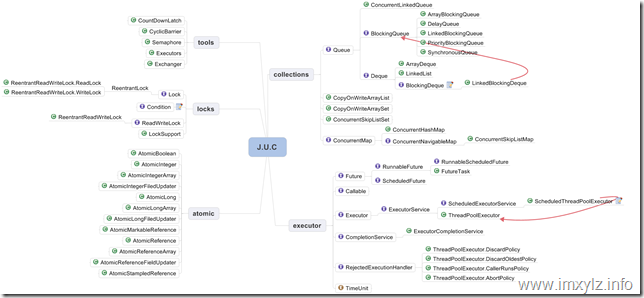 J.U.C
tools
CountDownLatch
CyclicBarrier
Semaphore
Executors
Exchanger
locks
Lock
ReentrantLock
ReentrantReadWriteLock.ReadLock
ReentrantReadWriteLock.WriteLock
Condition
ReadWriteLock
ReentrantReadWriteLock
LockSupport
atomic
AtomicBoolean
AtomicInteger
AtomicIntegerArray
AtomicIntegerFiledUpdater
AtomicLong
AtomicLongArray
AtomicLongFiledUpdater
AtomicMarkableReference
AtomicReference
AtomicReferenceArray
AtomicReferenceFieldUpdater
AtomicStampedReference
collections
Queue
ConcurrentLinkedQueue
BlockingQueue
ArrayBlockingQueue
DelayQueue
LinkedBlockingQueue
PriorityBlockingQueue
SynchronousQueue
Deque
ArrayDeque
LinkedList
BlockingDeque
LinkedBlockingDeque
CopyOnWriteArrayList
CopyOnWriteArraySet
ConcurrentSkipListSet
ConcurrentMap
ConcurrentHashMap
ConcurrentNavigableMap
ConcurrentSkipListMap
executor
Future
RunnableFuture
RunnableScheduledFuture
FutureTask
ScheduledFuture
Callable
Executor
ExecutorService
ScheduledExecutorService
ScheduledThreadPoolExecutor
ThreadPoolExecutor
CompletionService
ExecutorCompletionService
RejectedExecutionHandler
ThreadPoolExecutor.DiscardPolicy
ThreadPoolExecutor.DiscardOldestPolicy
ThreadPoolExecutor.CallerRunsPolicy
ThreadPoolExecutor.AbortPolicy
TimeUnit
www.imxylz.info